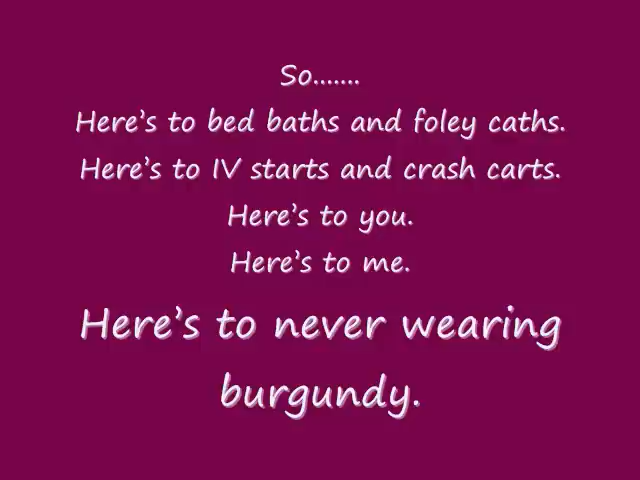 So.......
Here's to bed baths and foley caths.
Here's to IV starts and crash carts.
Here's to you.
Here's to me.
Here's to never wearing
burgundy.